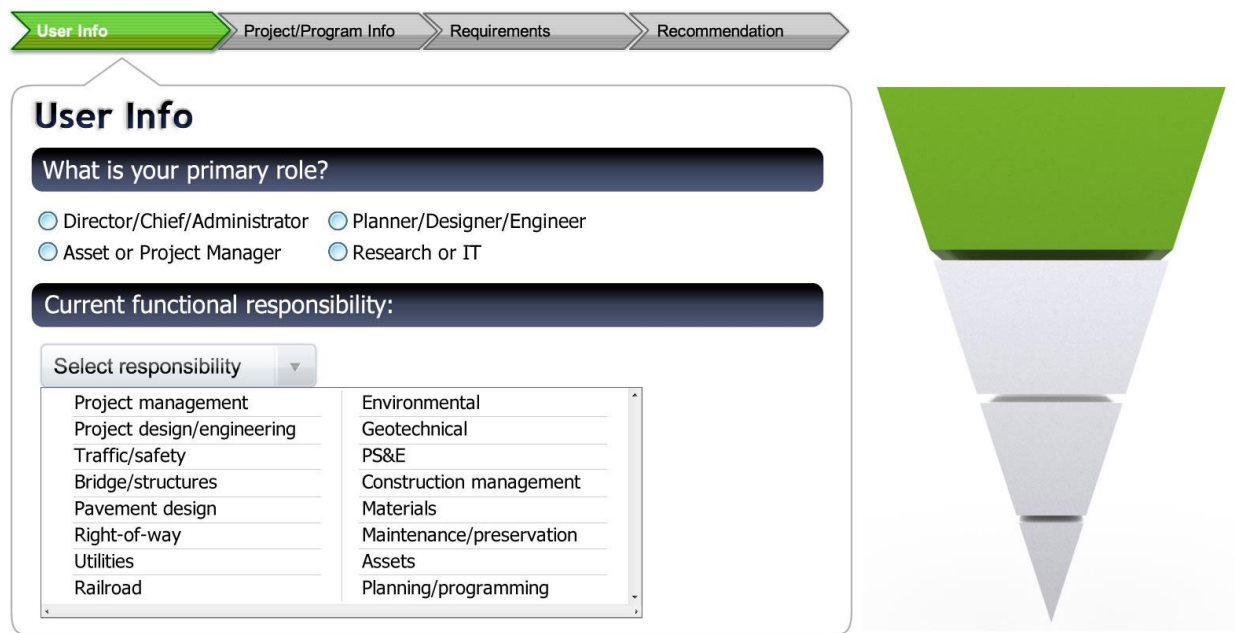 User Info Project/Program Info Requirements Recommendation
User Info
What is your primary role?
Director/Chief/Administrator Planner/Designer/Engineer
Asset or Project Manager Research or IT
Current functional responsibility:
Select responsibility
Project management Environmental
Project design/engineering Geotechnical
Traffic/safety PS&E
Bridge/structures Construction management
Pavement design Materials
Right-of-way Maintenance/preservation
Utilities Assets
Railroad Planning/programming